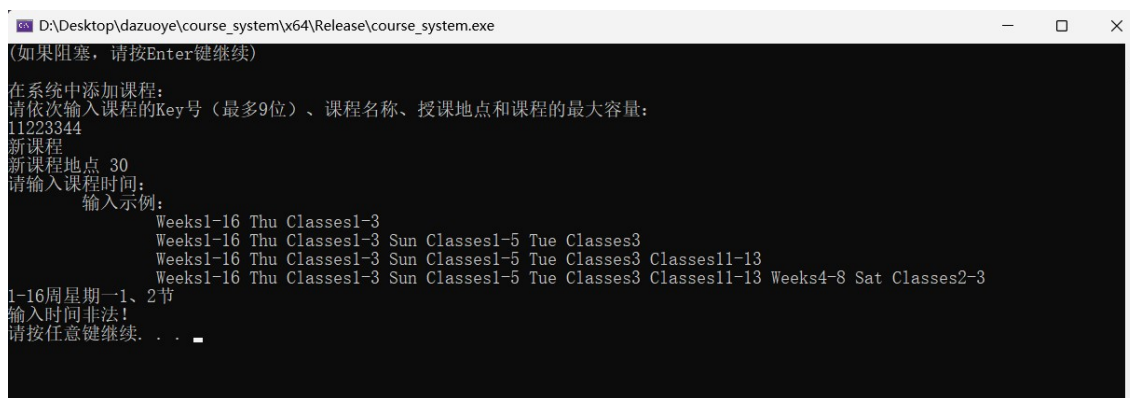 D:\Desktop\dazuoye\course_system\x64\Release\course_system.exe
(如果阻塞，请按Enter键继续)
在系统中添加课程：
请依次输入课程的Key号（最多9位）、课程名称、授课地点和课程的最大容量：
11223344
新课程
新课程地点 30
请输入课程时间：
输入示例：
Weeks1-16 Thu Classes1-3
Weeks1-16 Thu Classes1-3 Sun Classes1-5 Tue Classes3
Weeks1-16 Thu Classes1-3 Sun Classes1-5 Tue Classes3 Classes11-13
Weeks1-16 Thu Classes1-3 Sun Classes1-5 Tue Classes3 Classes11-13 Weeks4-8 Sat Classes2-3
1-16周星期一1、2节
输入时间非法！
请按任意键继续. . .